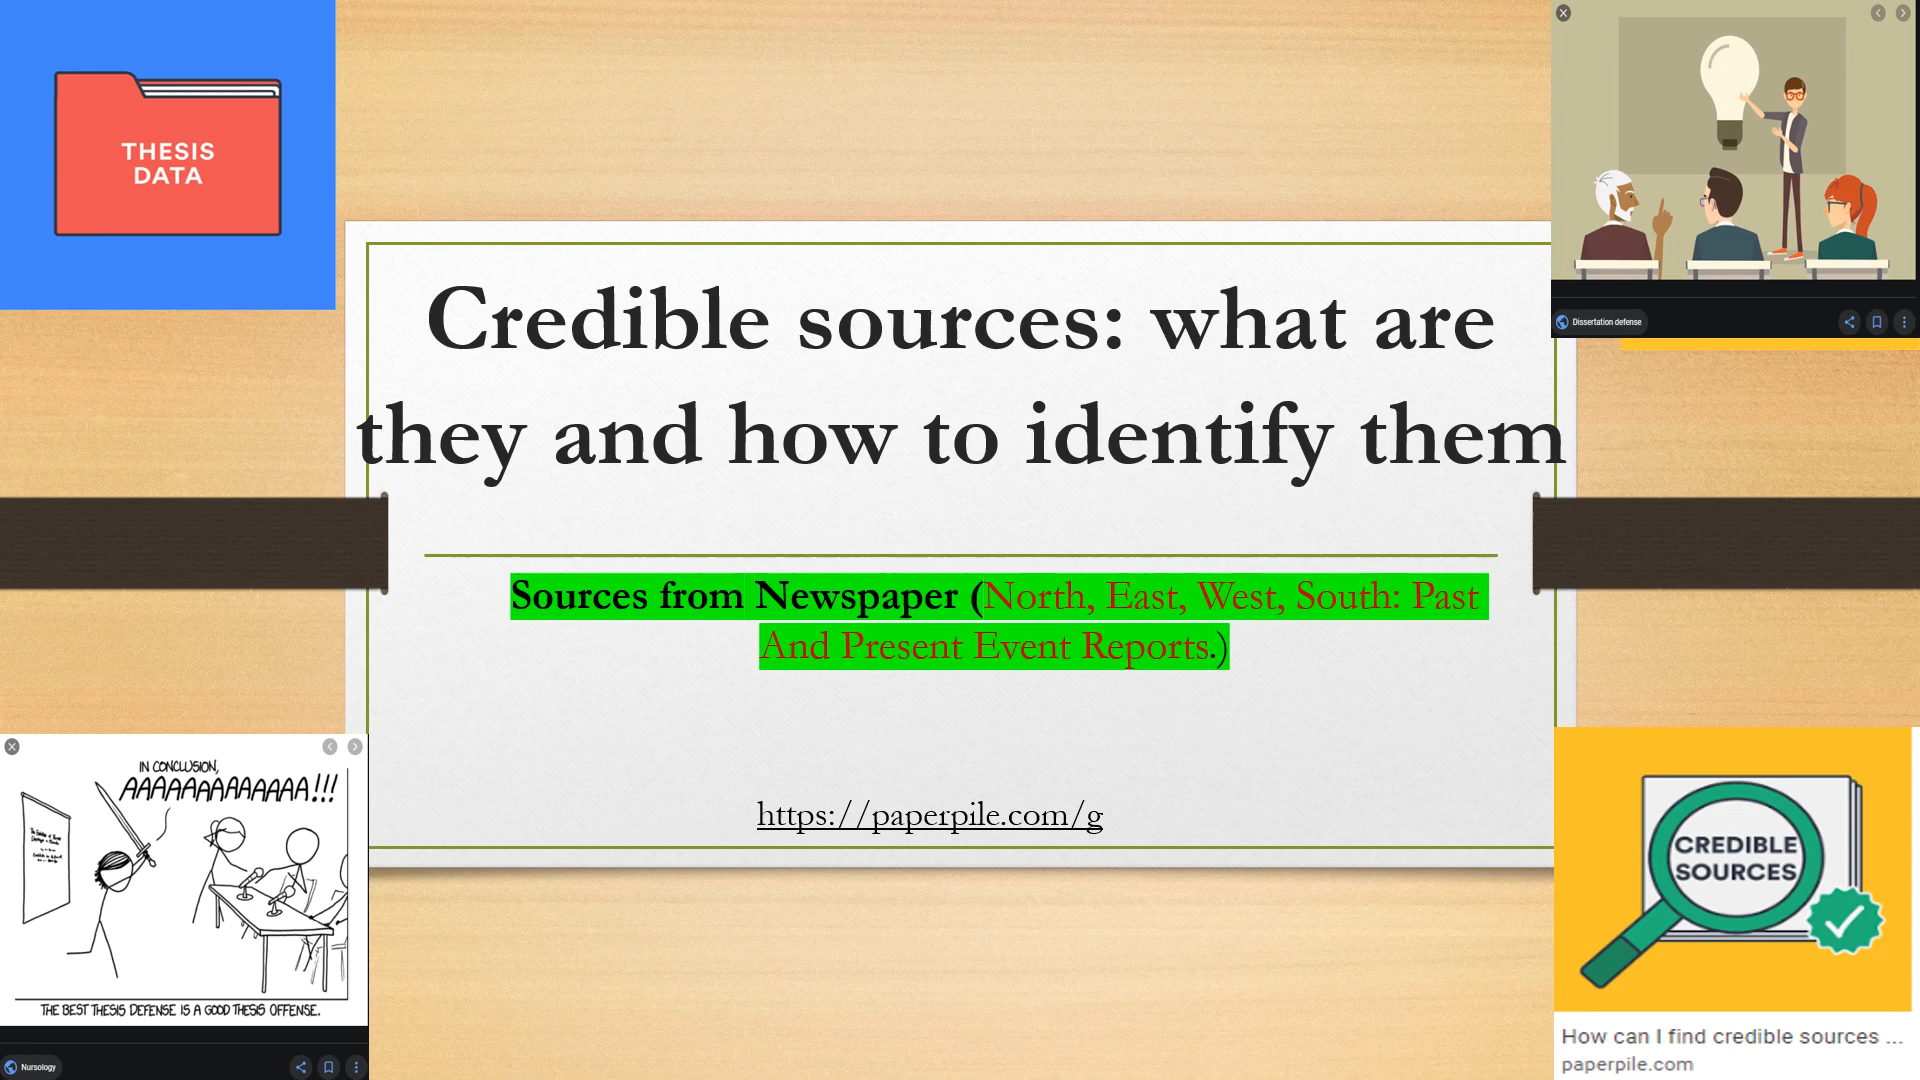 THESIS
DATA
Dissertation defense
Credible sources: what are
they and how to identify them
Sources from Newspaper (North, East, West, South: Past
And Present Event Reports.)
https://paperpile.com/g
IN CONCLUSION,
AAAAAAAAAAAAA!!!
THE BEST THESIS DEFENSE IS A GOOD THESIS OFFENSE.
Nursology
CREDIBLE
SOURCES
How can I find credible sources ...
paperpile.com